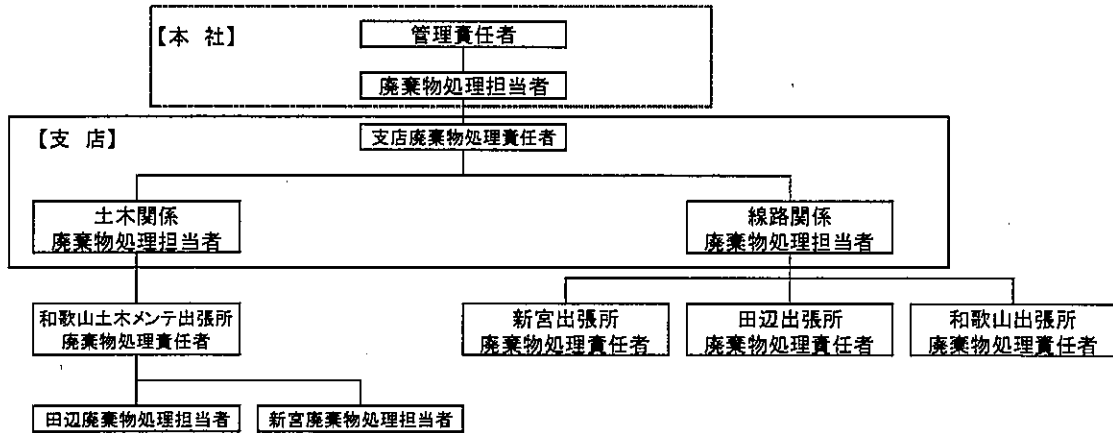 【本 社】
管理責任者
廃棄物処理担当者
【支 店】
支店廃棄物処理責任者
土木関係
廃棄物処理担当者
線路関係
廃棄物処理担当者
和歌山土木メンテ出張所
廃棄物処理責任者
新宮出張所
廃棄物処理責任者
田辺出張所
廃棄物処理責任者
和歌山出張所
廃棄物処理責任者
田辺廃棄物処理担当者
新宮廃棄物処理担当者